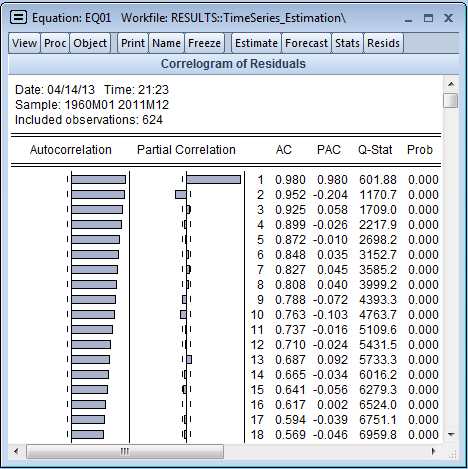 Equation: EQ01 Workfile: RESULTS::TimeSeries_Estimation\
View Proc Object Print Name Freeze Estimate Forecast Stats Resids
Correlogram of Residuals
Date: 04/14/13 Time: 21:23
Sample: 1960M01 2011M12
Included observations: 624
Autocorrelation Partial Correlation AC PAC Q-Stat Prob
1 0.980 0.980 601.88 0.000
2 0.952 -0.204 1170.7 0.000
3 0.925 0.058 1709.0 0.000
4 0.899 -0.026 2217.9 0.000
5 0.872 -0.010 2698.2 0.000
6 0.848 0.035 3152.7 0.000
7 0.827 0.045 3585.2 0.000
8 0.808 0.040 3999.2 0.000
9 0.788 -0.072 4393.3 0.000
10 0.763 -0.103 4763.7 0.000
11 0.737 -0.016 5109.6 0.000
12 0.710 -0.024 5431.5 0.000
13 0.687 0.092 5733.3 0.000
14 0.665 -0.034 6016.2 0.000
15 0.641 -0.056 6279.3 0.000
16 0.617 0.002 6524.0 0.000
17 0.594 -0.039 6751.1 0.000
18 0.569 -0.046 6959.8 0.000